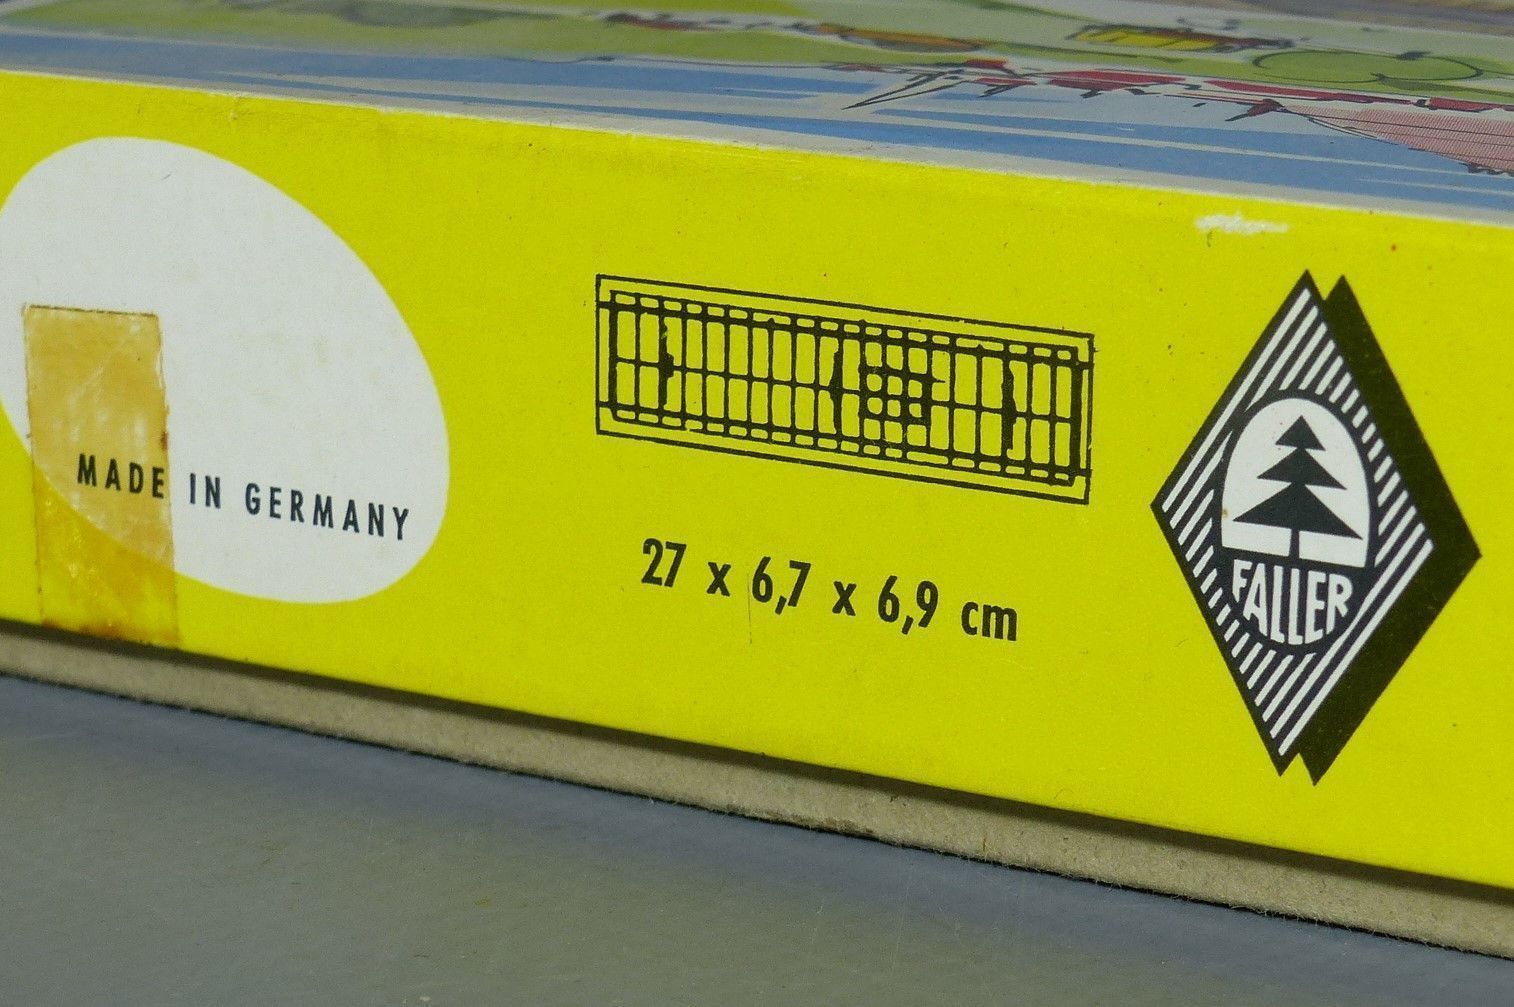 MADE IN GERMANY
27 x 6,7 x 6,9 cm
FALLER